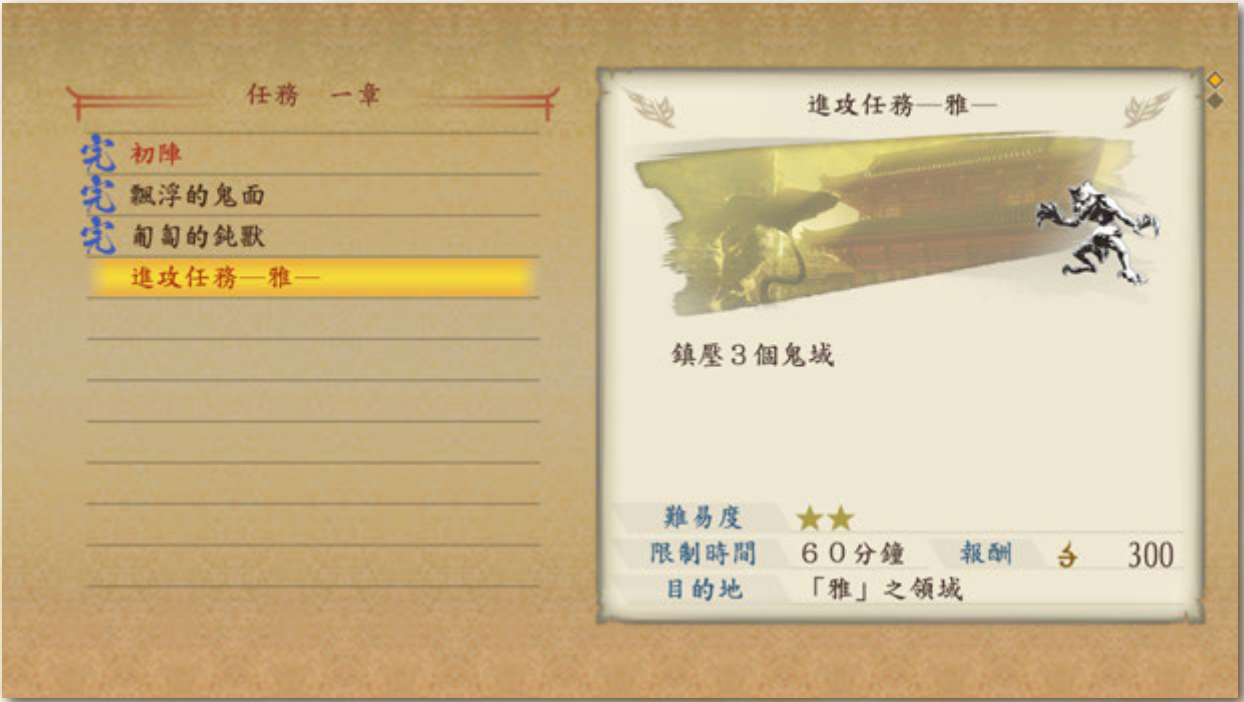 任務　一章
完 初陣
完 飄浮的鬼面
完 匍匐的鈍獸
進攻任務—雅—
進攻任務—雅—
鎮壓３個鬼域
難易度 ★★
限制時間 ６０分鐘 報酬 300
目的地 「雅」之領域